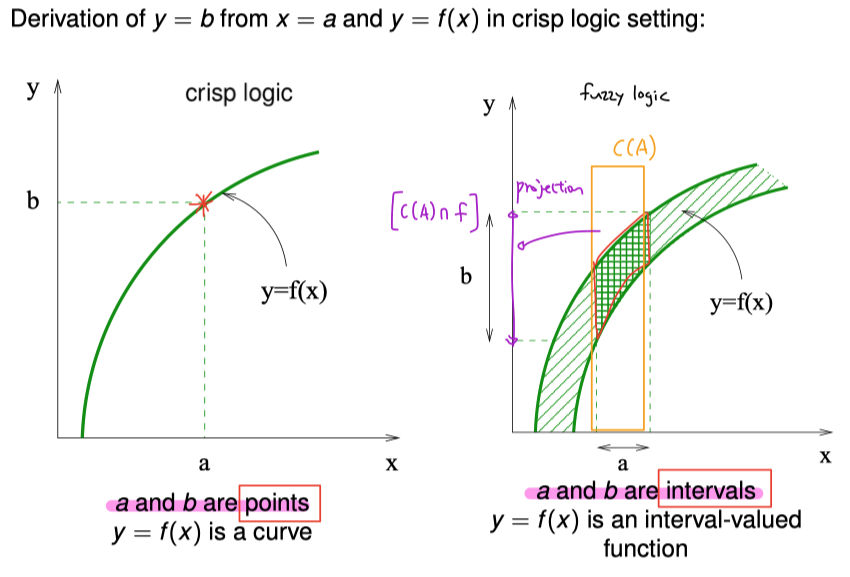 Derivation of y = b from x = a and y = f(x) in crisp logic setting:
y
crisp logic
b
y=f(x)
a
x
a and b are points
y = f(x) is a curve
y
fuzzy logic
C(A)
projection
[C(A)∩f]
b
y=f(x)
a
x
a and b are intervals
y = f(x) is an interval-valued
function